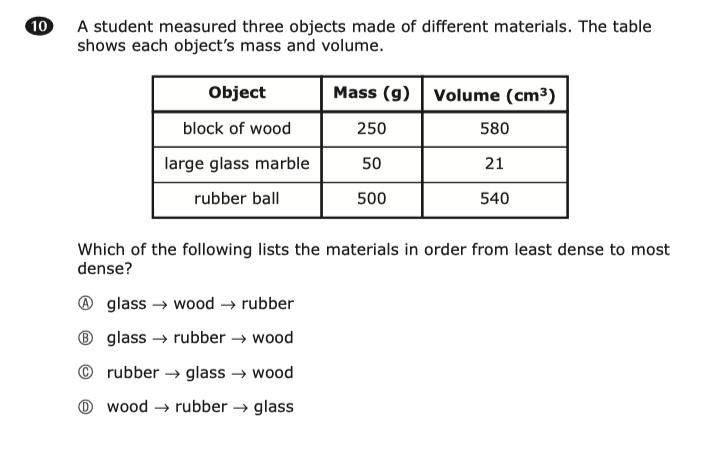 10 A student measured three objects made of different materials. The table
shows each object's mass and volume.
Object Mass (g) Volume (cm³)
block of wood 250 580
large glass marble 50 21
rubber ball 500 540
Which of the following lists the materials in order from least dense to most
dense?
Ⓐ glass → wood → rubber
Ⓑ glass → rubber → wood
Ⓒ rubber → glass → wood
Ⓓ wood → rubber → glass